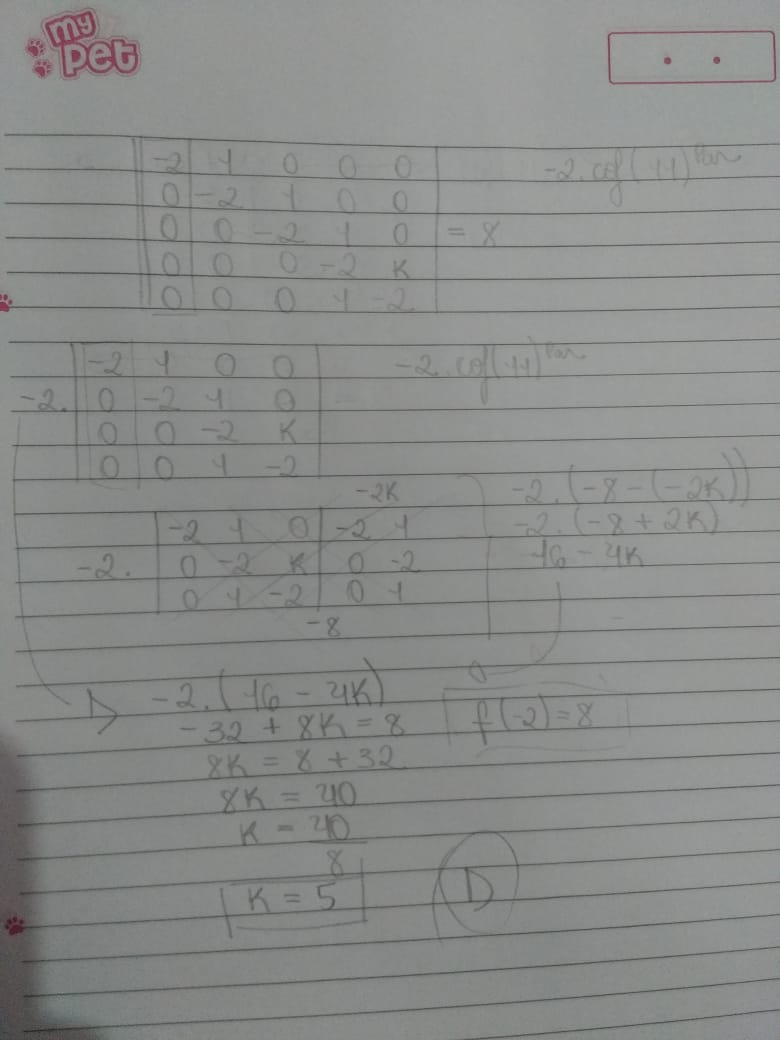 my
Pet
-2 1 0 0 0 -2. cof(11)
0 -2 1 0 0
0 0 -2 1 0 = 8
0 0 0 -2 K
0 0 0 1 -2
-2 1 0 0 -2. cof(11)
-2. 0 -2 1 0
0 0 -2 K
0 0 1 -2
-2K -2.(-8-(-2K))
-2 1 0 -2 1 -2.(-8+2K)
-2. 0 -2 K 0 -2 16 - 4K
0 1 -2 0 1
-8
-2.(16 - 4K)
-32 + 8K = 8 f(-2) = 8
8K = 8 + 32
8K = 40
K = 40
8
K = 5 D